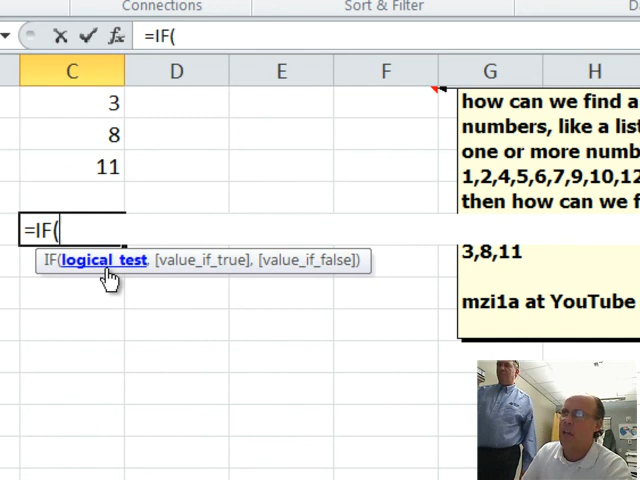 Connections
Sort & Filter
D
fx =IF(
C D E F G H
3
8
11
=IF(
IF(logical_test, [value_if_true], [value_if_false])
how can we find a
numbers, like a list
one or more numb
1,2,4,5,6,7,9,10,12
then how can we f
3,8,11
mzi1a at YouTube